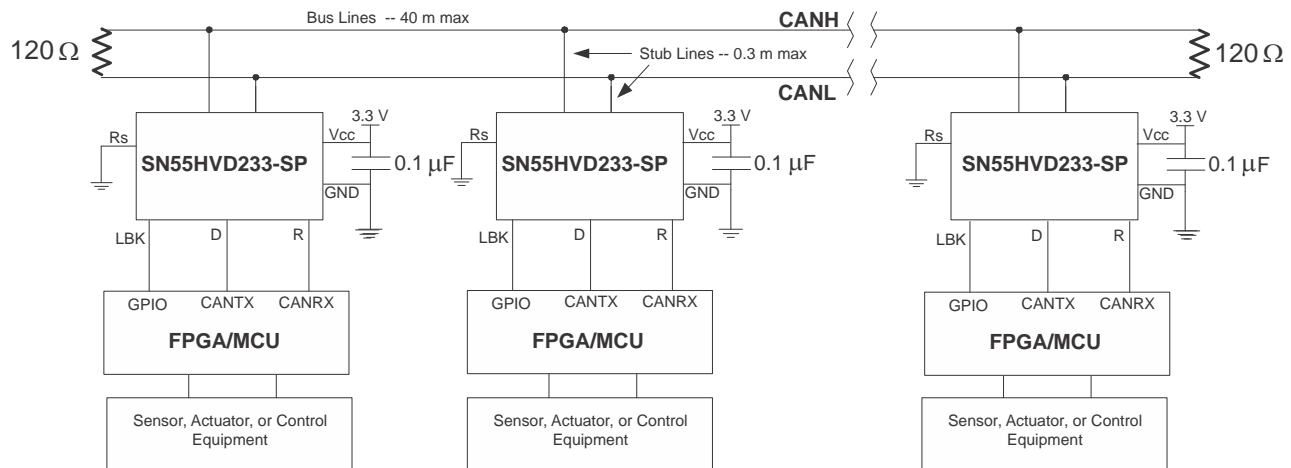 Bus Lines -- 40 m max
CANH
120 Ω
Stub Lines -- 0.3 m max
120 Ω
CANL
3.3 V
3.3 V
3.3 V
Rs
Vcc
Rs
Vcc
Rs
Vcc
SN55HVD233-SP
0.1 µF
SN55HVD233-SP
0.1 µF
SN55HVD233-SP
0.1 µF
GND
GND
GND
LBK
D
R
LBK
D
R
LBK
D
R
GPIO
CANTX
CANRX
GPIO
CANTX
CANRX
GPIO
CANTX
CANRX
FPGA/MCU
FPGA/MCU
FPGA/MCU
Sensor, Actuator, or Control
Equipment
Sensor, Actuator, or Control
Equipment
Sensor, Actuator, or Control
Equipment